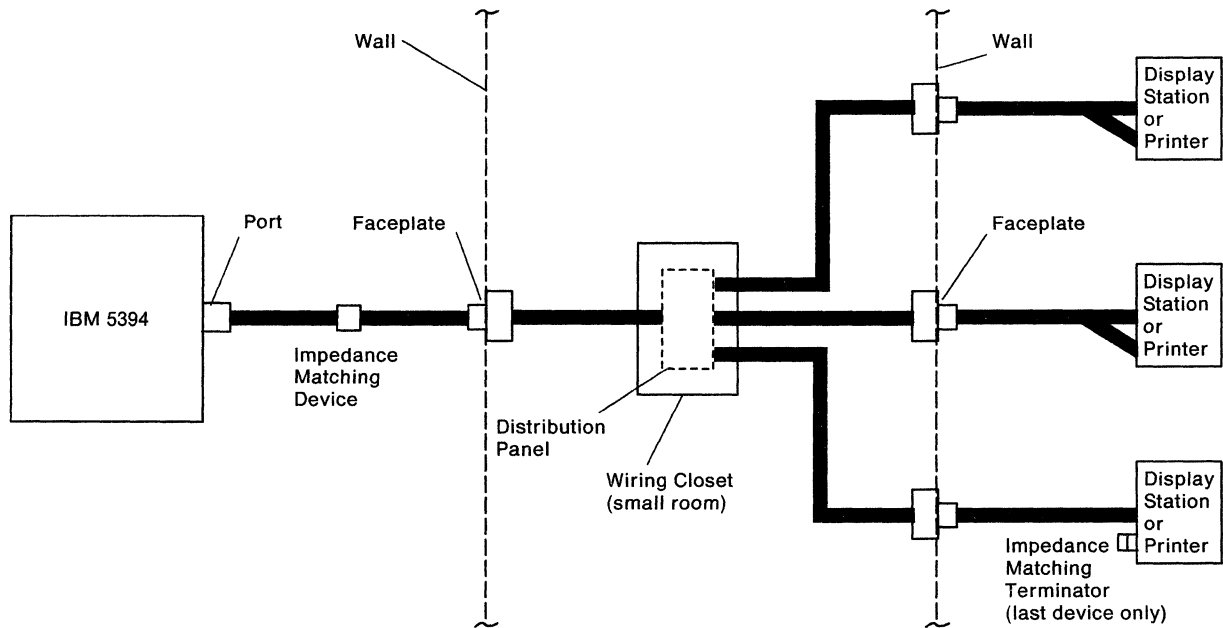 Wall
Wall
Display
Station
or
Printer
Port
Faceplate
Faceplate
IBM 5394
Impedance
Matching
Device
Display
Station
or
Printer
Distribution
Panel
Wiring Closet
(small room)
Display
Station
or
Printer
Impedance
Matching
Terminator
(last device only)